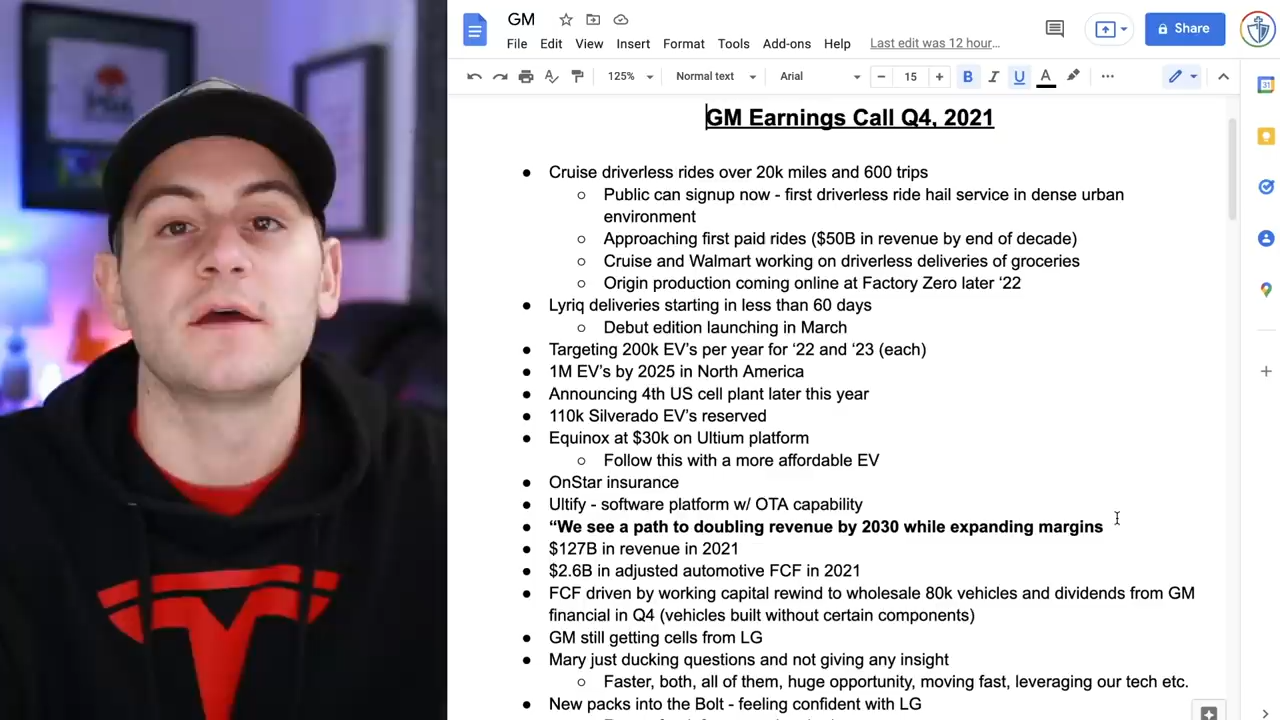 GM
File Edit View Insert Format Tools Add-ons Help Last edit was 12 hour...
Share
125% Normal text Arial 15 B I U A
31
GM Earnings Call Q4, 2021
● Cruise driverless rides over 20k miles and 600 trips
○ Public can signup now - first driverless ride hail service in dense urban
environment
○ Approaching first paid rides ($50B in revenue by end of decade)
○ Cruise and Walmart working on driverless deliveries of groceries
○ Origin production coming online at Factory Zero later ‘22
● Lyriq deliveries starting in less than 60 days
○ Debut edition launching in March
● Targeting 200k EV’s per year for ‘22 and ‘23 (each)
● 1M EV’s by 2025 in North America
● Announcing 4th US cell plant later this year
● 110k Silverado EV’s reserved
● Equinox at $30k on Ultium platform
○ Follow this with a more affordable EV
● OnStar insurance
● Ultify - software platform w/ OTA capability
● “We see a path to doubling revenue by 2030 while expanding margins
● $127B in revenue in 2021
● $2.6B in adjusted automotive FCF in 2021
● FCF driven by working capital rewind to wholesale 80k vehicles and dividends from GM
financial in Q4 (vehicles built without certain components)
● GM still getting cells from LG
● Mary just ducking questions and not giving any insight
○ Faster, both, all of them, huge opportunity, moving fast, leveraging our tech etc.
● New packs into the Bolt - feeling confident with LG